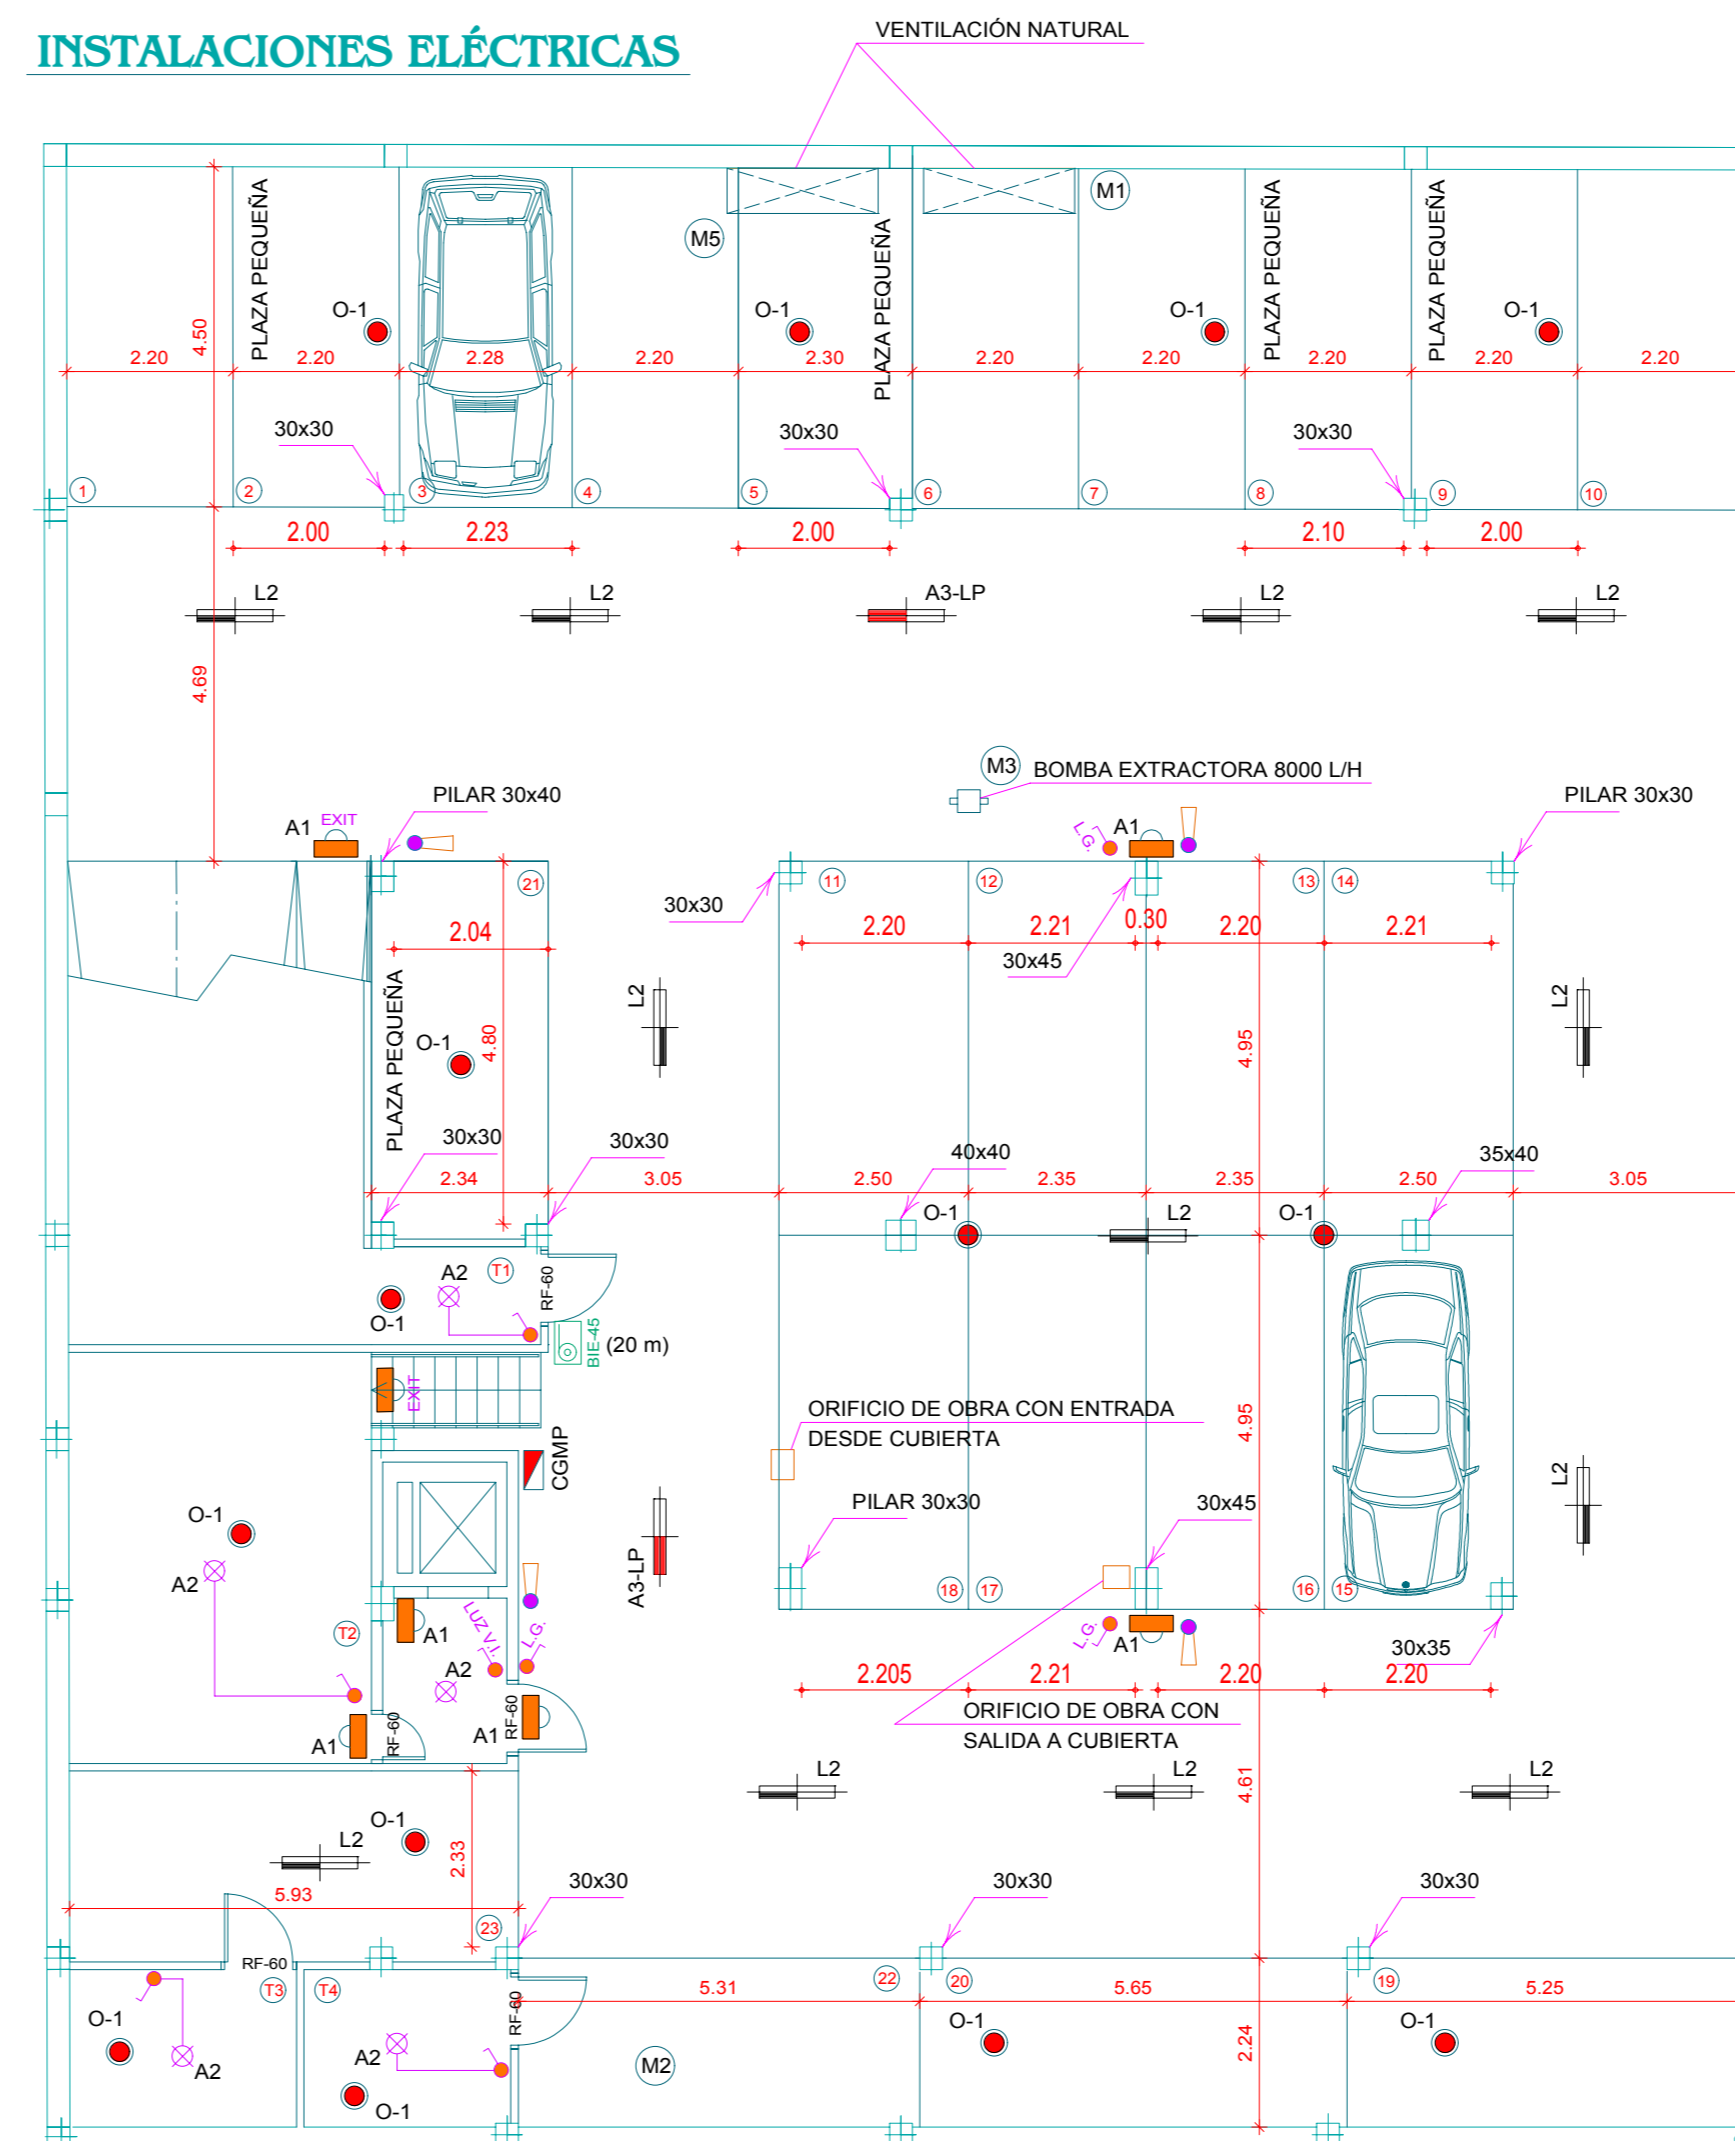 INSTALACIONES ELÉCTRICAS
VENTILACIÓN NATURAL
PLAZA PEQUEÑA
PLAZA PEQUEÑA
PLAZA PEQUEÑA
PLAZA PEQUEÑA
M5
M1
O-1
O-1
O-1
O-1
4.50
2.20
2.20
2.28
2.20
2.30
2.20
2.20
2.20
2.20
2.20
30x30
30x30
30x30
1
2
3
4
5
6
7
8
9
10
2.00
2.23
2.00
2.10
2.00
L2
L2
A3-LP
L2
L2
4.69
M3
BOMBA EXTRACTORA 8000 L/H
PILAR 30x40
PILAR 30x30
A1
EXIT
L.G.
A1
21
11
12
13
14
30x30
2.04
2.20
2.21
0.30
2.20
2.21
30x45
PLAZA PEQUEÑA
L2
L2
O-1
4.80
4.95
30x30
30x30
40x40
35x40
2.34
3.05
2.50
2.35
2.35
2.50
3.05
O-1
L2
O-1
A2
T1
RF-60
O-1
BIE-45
(20 m)
EXIT
ORIFICIO DE OBRA CON ENTRADA
DESDE CUBIERTA
4.95
CGMP
L2
PILAR 30x30
30x45
O-1
A3-LP
A2
18
17
16
15
T2
A1
LUZ V.I.
L.G.
L.G.
A1
30x35
A2
2.205
2.21
2.20
2.20
RF-60
RF-60
A1
A1
ORIFICIO DE OBRA CON
SALIDA A CUBIERTA
L2
L2
L2
4.61
O-1
L2
2.33
5.93
30x30
30x30
30x30
23
RF-60
T3
T4
22
20
19
5.31
5.65
5.25
RF-60
O-1
O-1
O-1
2.24
A2
A2
M2
O-1